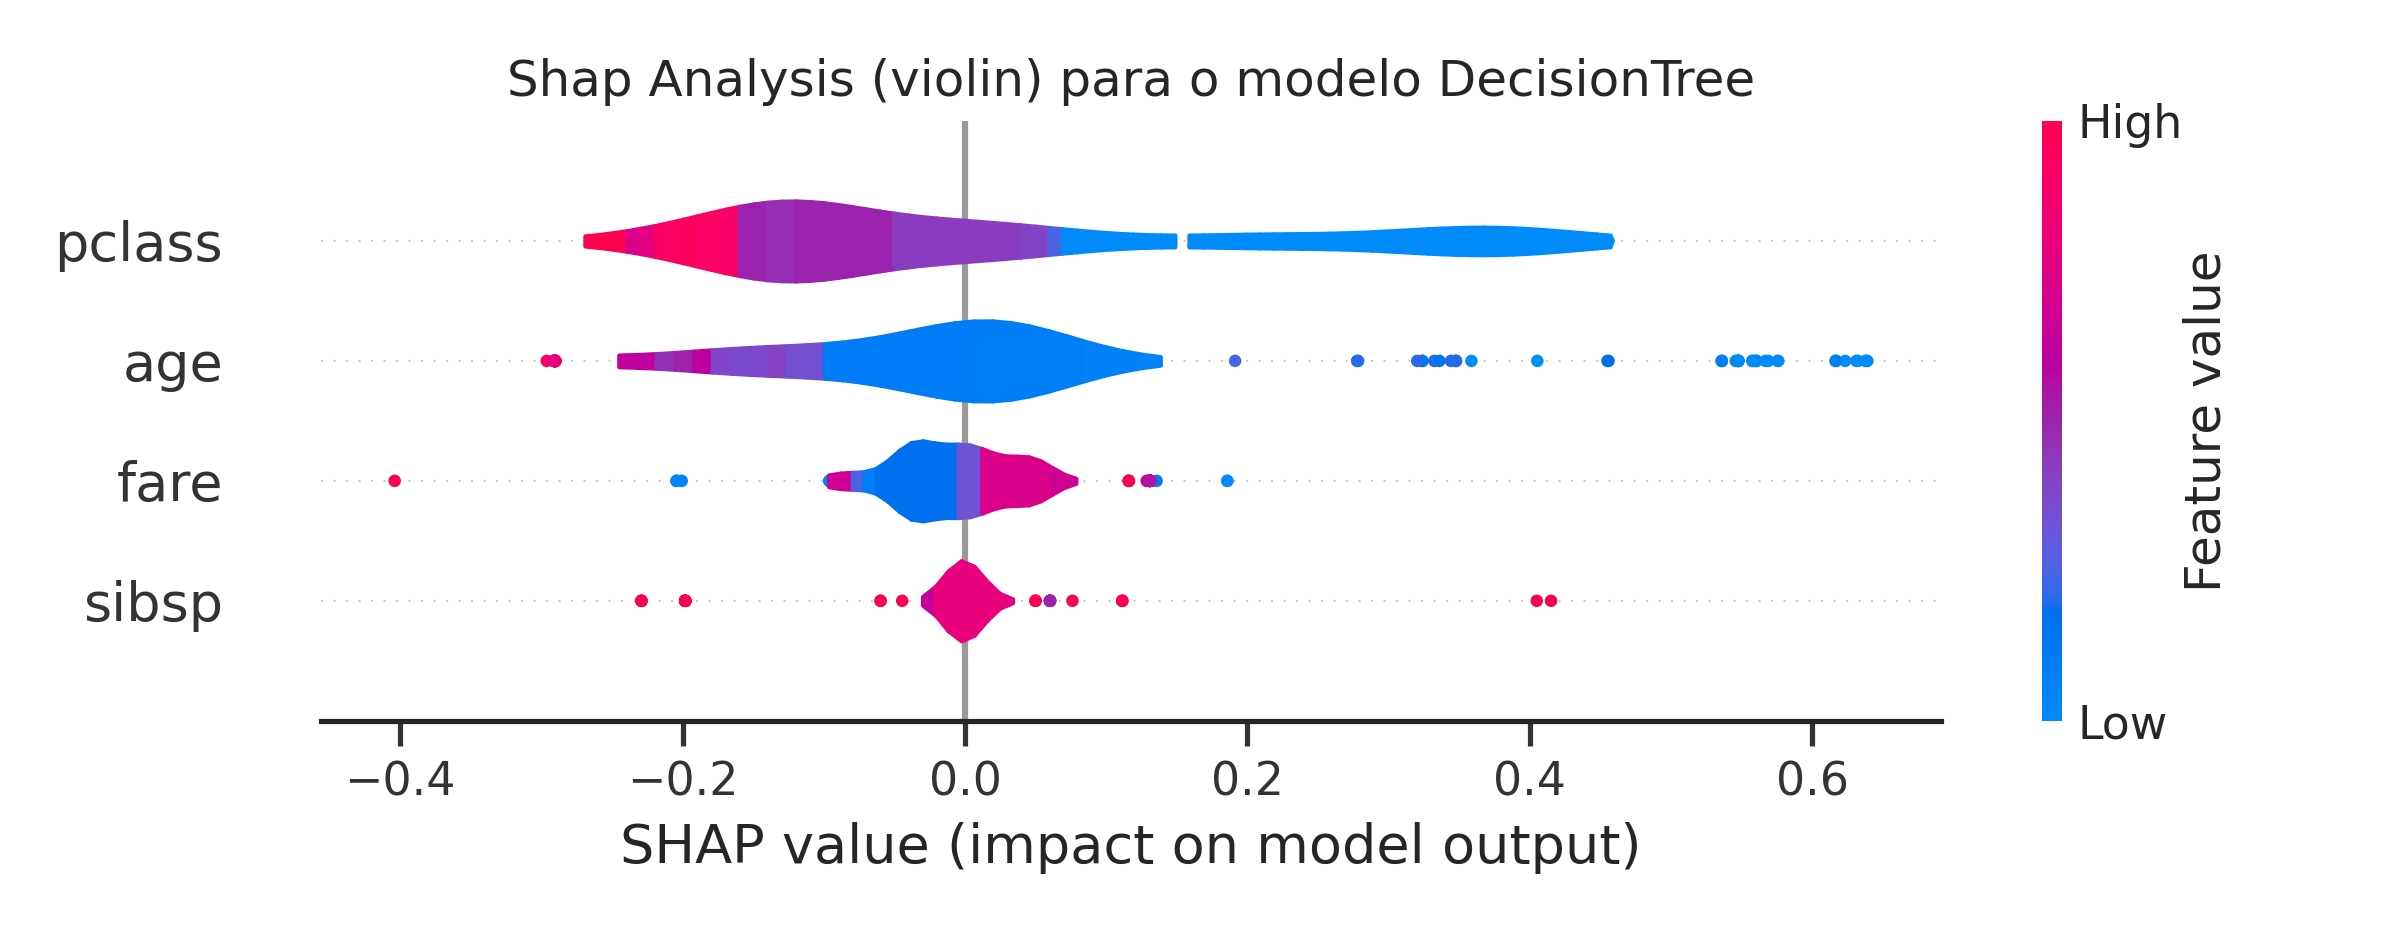 Shap Analysis (violin) para o modelo DecisionTree
High
pclass
age
fare
sibsp
Feature value
Low
−0.4 −0.2 0.0 0.2 0.4 0.6
SHAP value (impact on model output)